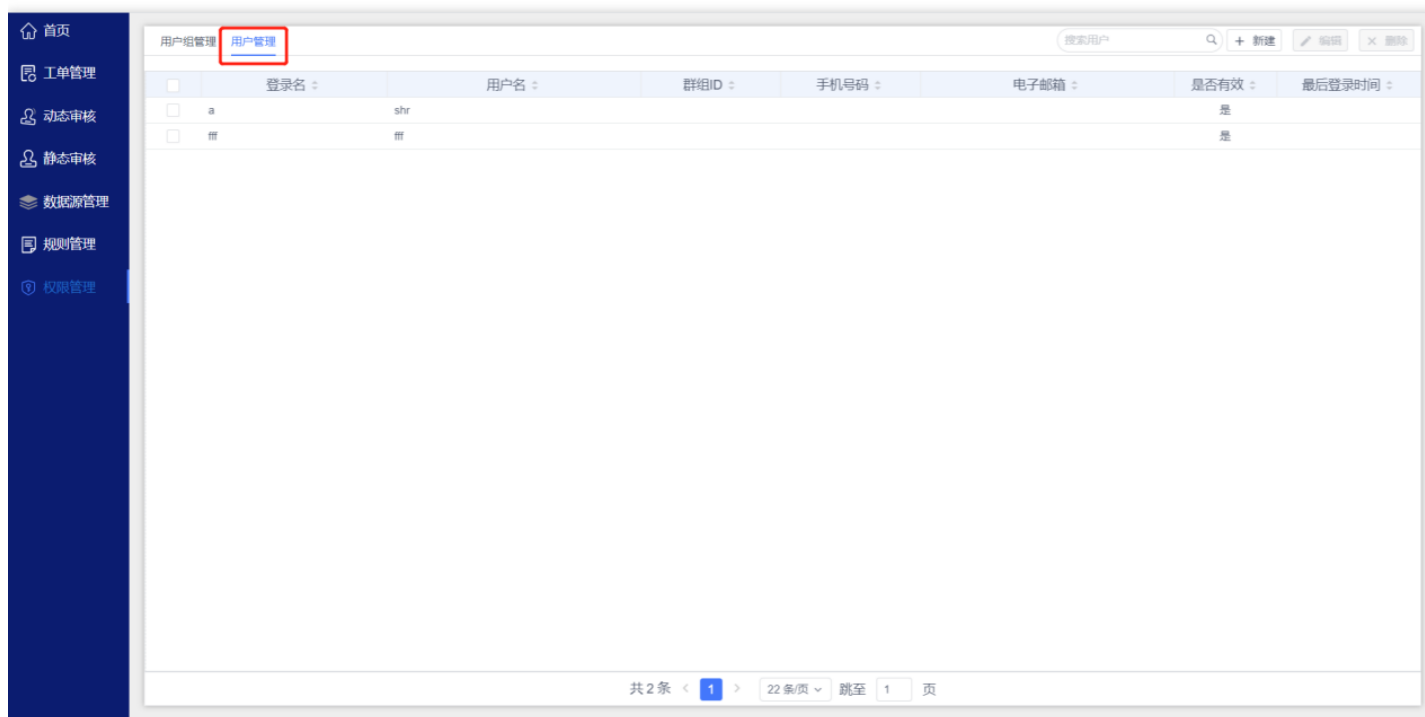 首页
工单管理
动态审核
静态审核
数据源管理
规则管理
权限管理
用户组管理 用户管理 搜索用户 + 新建 编辑 × 删除
登录名 用户名 群组ID 手机号码 电子邮箱 是否有效 最后登录时间
a shr 是
fff fff 是
共 2 条 < 1 > 22 条/页 跳至 1 页